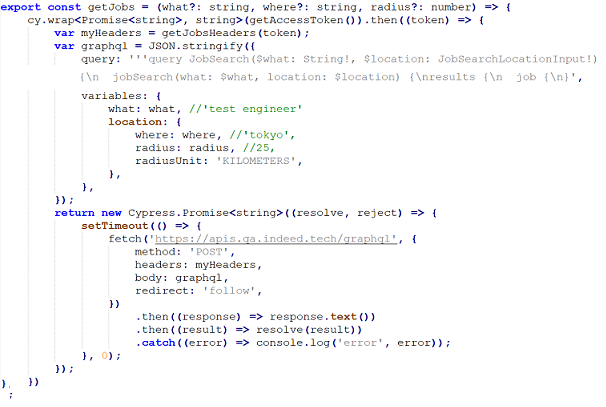 export const getJobs = (what?: string, where?: string, radius?: number) => {
    cy.wrap<Promise<string>, string>(getAccessToken()).then((token) => {
        var myHeaders = getJobsHeaders(token);
        var graphql = JSON.stringify({
            query: '''query JobSearch($what: String!, $location: JobSearchLocationInput!)
            {\n  jobSearch(what: $what, location: $location) {\nresults {\n  job {\n}',
            variables: {
                what: what, //'test engineer'
                location: {
                    where: where, //'tokyo',
                    radius: radius, //25,
                    radiusUnit: 'KILOMETERS',
                },
            },
        });
        return new Cypress.Promise<string>((resolve, reject) => {
            setTimeout(() => {
                fetch('https://apis.qa.indeed.tech/graphql', {
                    method: 'POST',
                    headers: myHeaders,
                    body: graphql,
                    redirect: 'follow',
                })
                    .then((response) => response.text())
                    .then((result) => resolve(result))
                    .catch((error) => console.log('error', error));
            }, 0);
        });
}, })
 ;